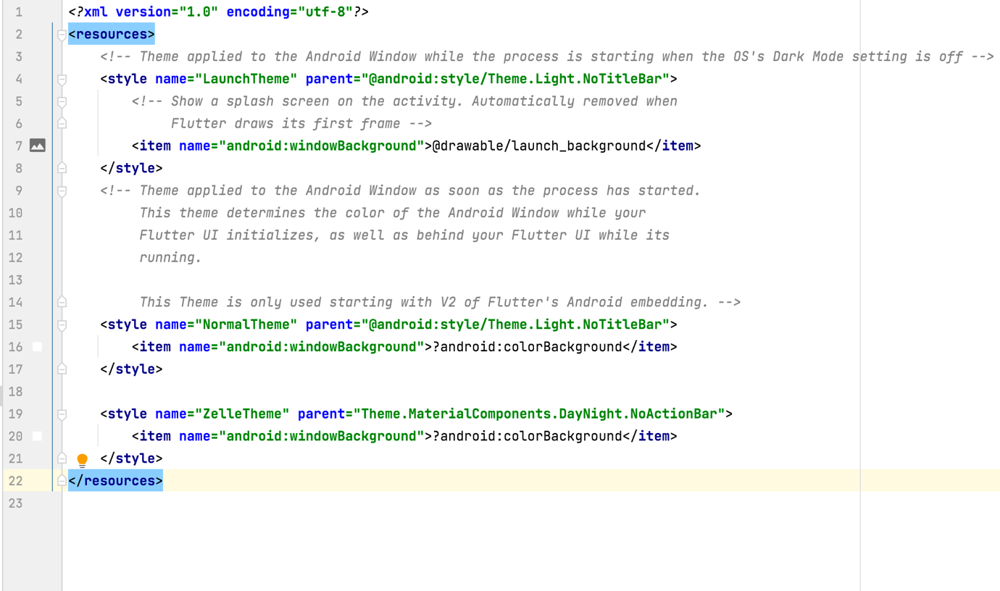 1 <?xml version="1.0" encoding="utf-8"?>
2 <resources>
3     <!-- Theme applied to the Android Window while the process is starting when the OS's Dark Mode setting is off -->
4     <style name="LaunchTheme" parent="@android:style/Theme.Light.NoTitleBar">
5         <!-- Show a splash screen on the activity. Automatically removed when
6              Flutter draws its first frame -->
7         <item name="android:windowBackground">@drawable/launch_background</item>
8     </style>
9     <!-- Theme applied to the Android Window as soon as the process has started.
10          This theme determines the color of the Android Window while your
11          Flutter UI initializes, as well as behind your Flutter UI while its
12          running.
13
14          This Theme is only used starting with V2 of Flutter's Android embedding. -->
15     <style name="NormalTheme" parent="@android:style/Theme.Light.NoTitleBar">
16         <item name="android:windowBackground">?android:colorBackground</item>
17     </style>
18
19     <style name="ZelleTheme" parent="Theme.MaterialComponents.DayNight.NoActionBar">
20         <item name="android:windowBackground">?android:colorBackground</item>
21     </style>
22 </resources>
23